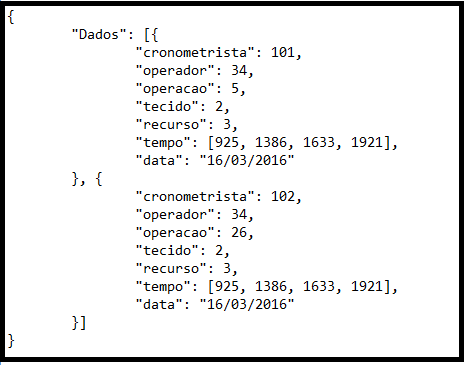 {
"Dados": [{
"cronometrista": 101,
"operador": 34,
"operacao": 5,
"tecido": 2,
"recurso": 3,
"tempo": [925, 1386, 1633, 1921],
"data": "16/03/2016"
}, {
"cronometrista": 102,
"operador": 34,
"operacao": 26,
"tecido": 2,
"recurso": 3,
"tempo": [925, 1386, 1633, 1921],
"data": "16/03/2016"
}]
}